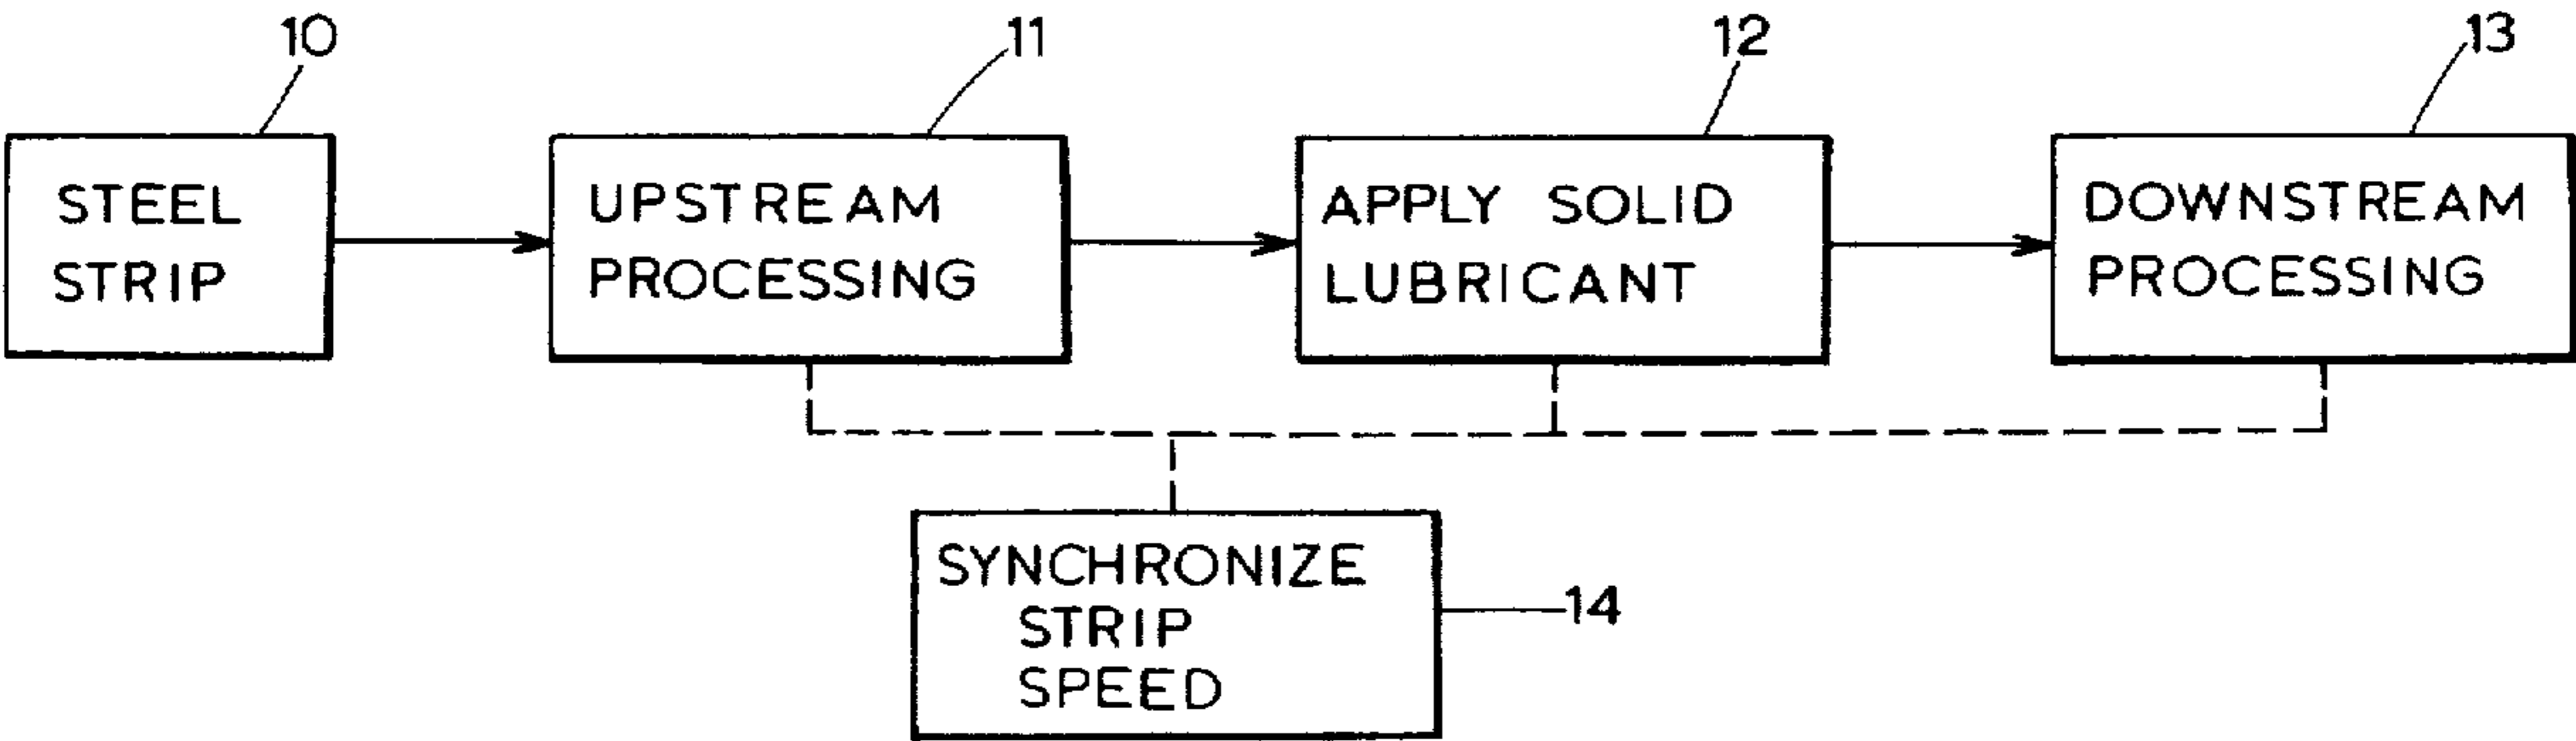 10
11
12
13
STEEL
STRIP
UPSTREAM
PROCESSING
APPLY SOLID
LUBRICANT
DOWNSTREAM
PROCESSING
SYNCHRONIZE
STRIP
SPEED
14